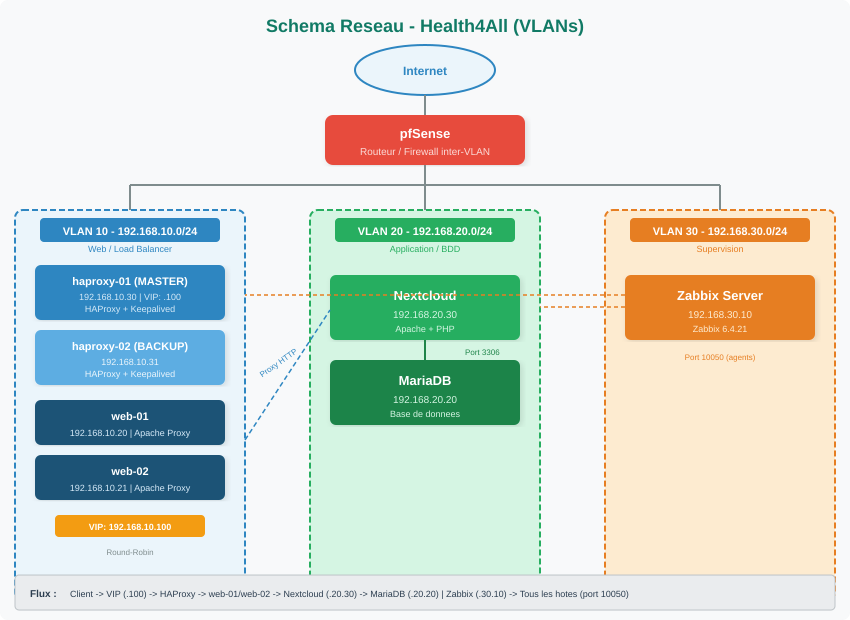 Schema Reseau - Health4All (VLANs)
Internet
pfSense
Routeur / Firewall inter-VLAN
VLAN 10 - 192.168.10.0/24
Web / Load Balancer
haproxy-01 (MASTER)
192.168.10.30 | VIP: .100
HAProxy + Keepalived
haproxy-02 (BACKUP)
192.168.10.31
HAProxy + Keepalived
web-01
192.168.10.20 | Apache Proxy
web-02
192.168.10.21 | Apache Proxy
VIP: 192.168.10.100
Round-Robin
Proxy HTTP
VLAN 20 - 192.168.20.0/24
Application / BDD
Nextcloud
192.168.20.30
Apache + PHP
Port 3306
MariaDB
192.168.20.20
Base de donnees
VLAN 30 - 192.168.30.0/24
Supervision
Zabbix Server
192.168.30.10
Zabbix 6.4.21
Port 10050 (agents)
Flux : Client -> VIP (.100) -> HAProxy -> web-01/web-02 -> Nextcloud (.20.30) -> MariaDB (.20.20) | Zabbix (.30.10) -> Tous les hotes (port 10050)